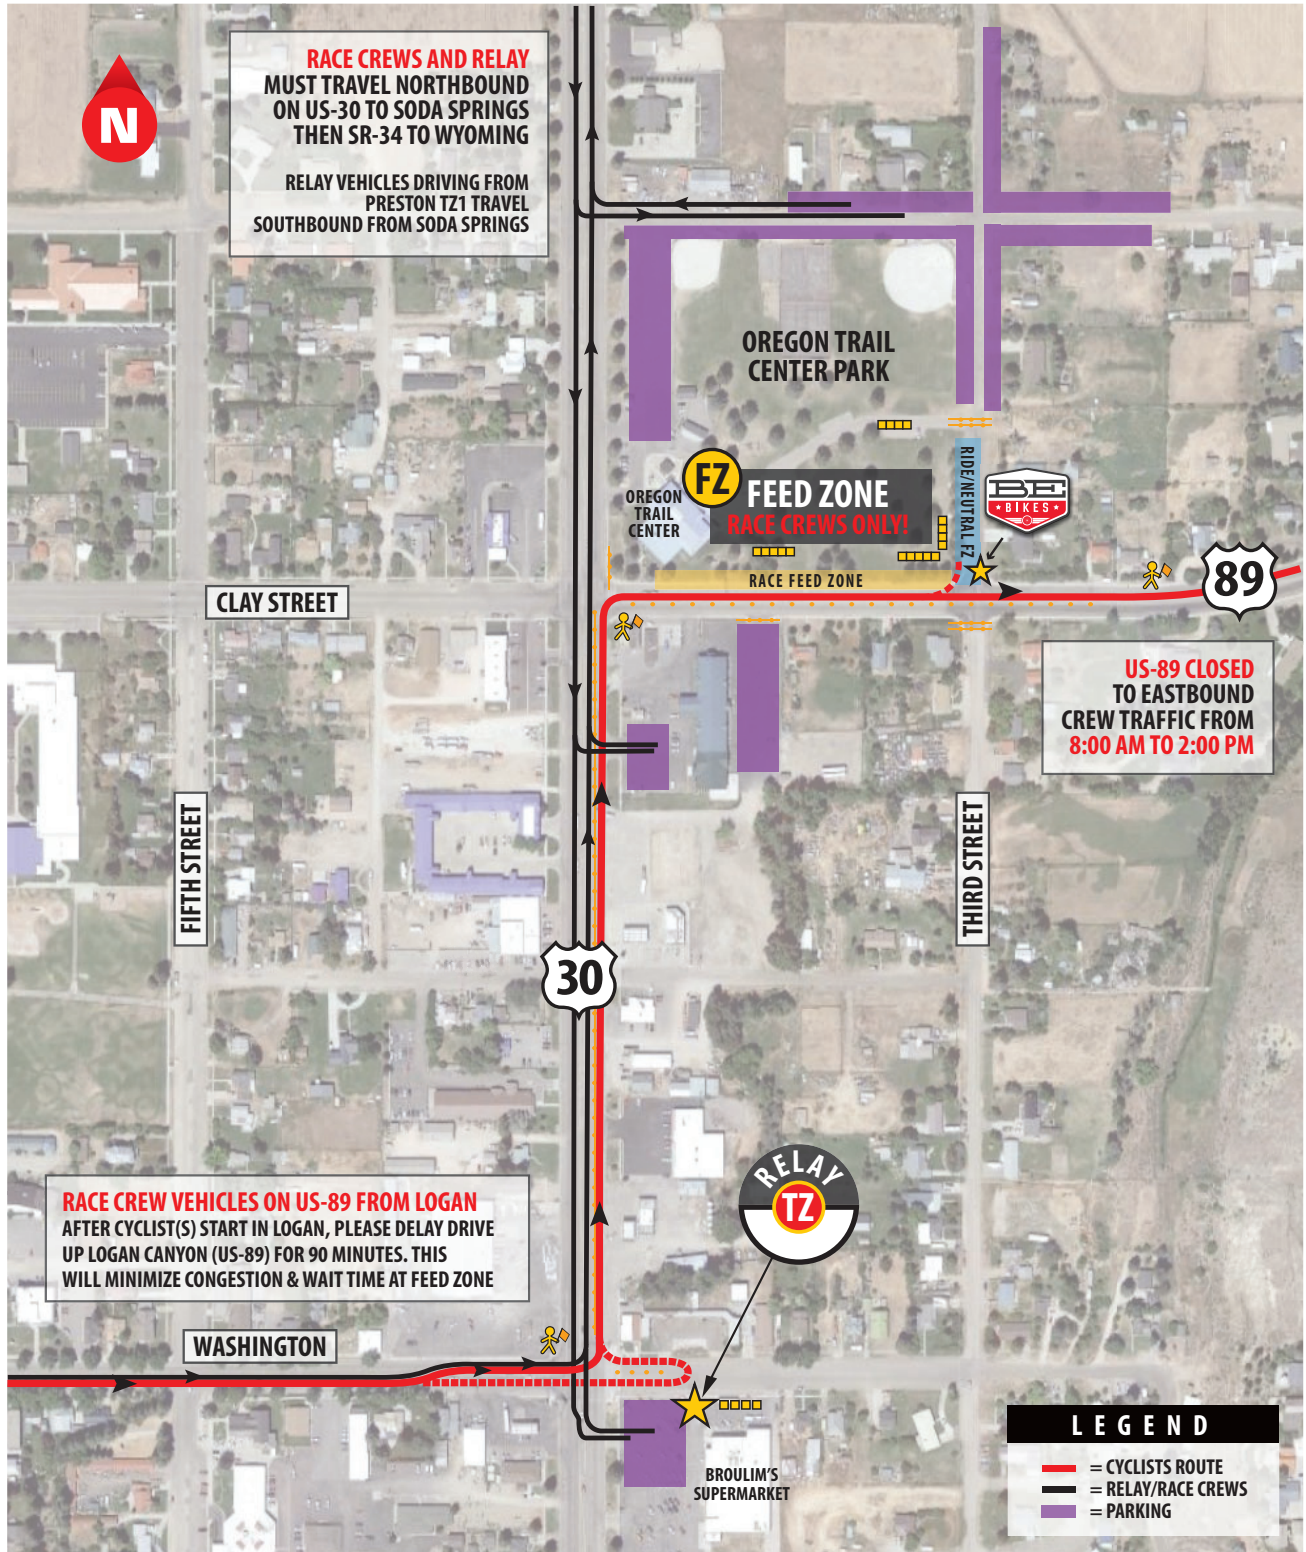 RACE CREWS AND RELAY
MUST TRAVEL NORTHBOUND
ON US-30 TO SODA SPRINGS
THEN SR-34 TO WYOMING
RELAY VEHICLES DRIVING FROM
PRESTON TZ1 TRAVEL
SOUTHBOUND FROM SODA SPRINGS
N
OREGON TRAIL
CENTER PARK
FZ
FEED ZONE
RACE CREWS ONLY!
OREGON
TRAIL
CENTER
RIDE/NEUTRAL FZ
BE
BIKES
RACE FEED ZONE
89
CLAY STREET
US-89 CLOSED
TO EASTBOUND
CREW TRAFFIC FROM
8:00 AM TO 2:00 PM
FIFTH STREET
THIRD STREET
30
RELAY
TZ
RACE CREW VEHICLES ON US-89 FROM LOGAN
AFTER CYCLIST(S) START IN LOGAN, PLEASE DELAY DRIVE
UP LOGAN CANYON (US-89) FOR 90 MINUTES. THIS
WILL MINIMIZE CONGESTION & WAIT TIME AT FEED ZONE
WASHINGTON
BROULIM'S
SUPERMARKET
LEGEND
= CYCLISTS ROUTE
= RELAY/RACE CREWS
= PARKING